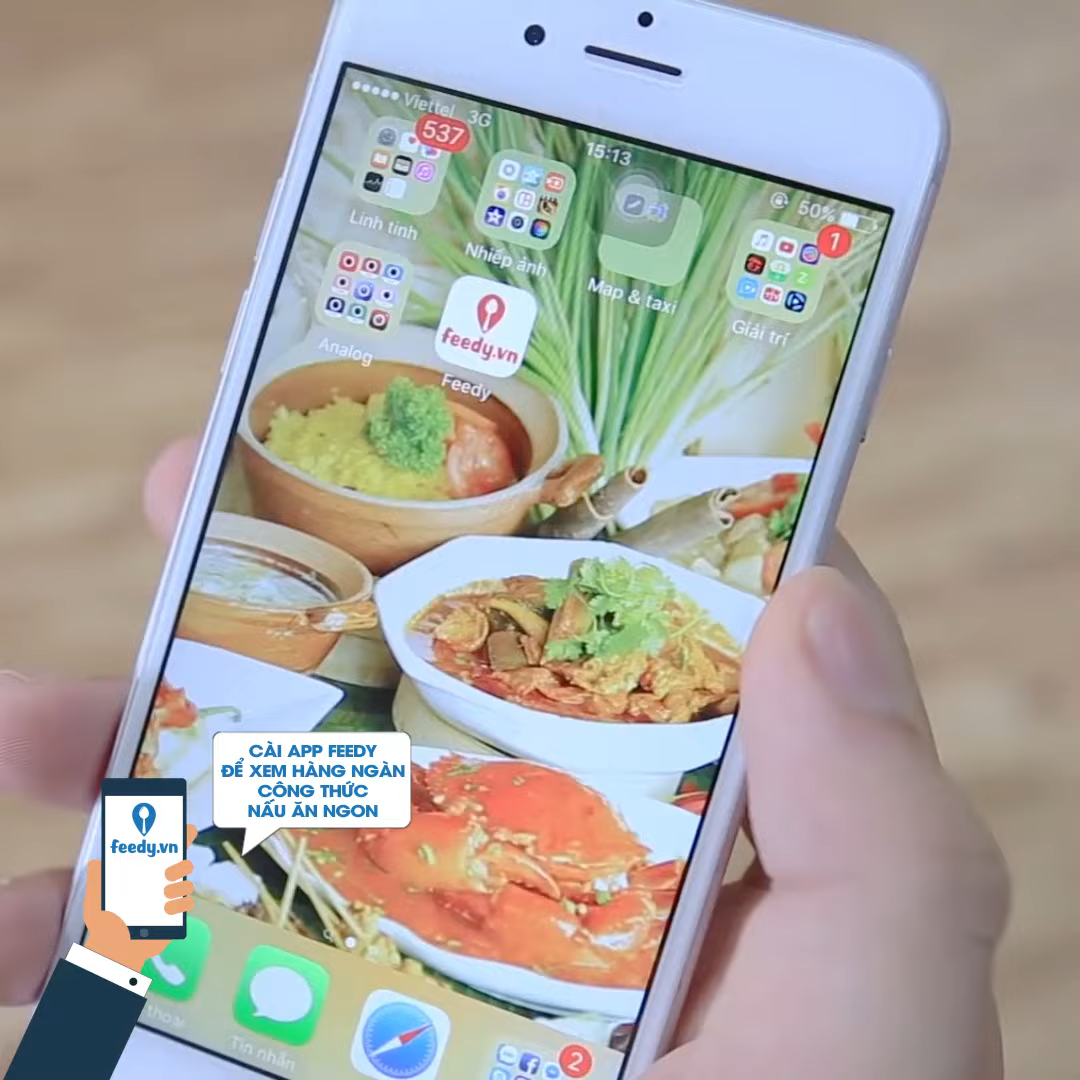 Viettel 3G
15:13
50%
537
1
Linh tinh
Nhiếp ảnh
Map & taxi
Giải trí
feedy.vn
Analog
Feedy
CÀI APP FEEDY
ĐỂ XEM HÀNG NGÀN
CÔNG THỨC
NẤU ĂN NGON
feedy.vn
thoại
Tin nhắn
2